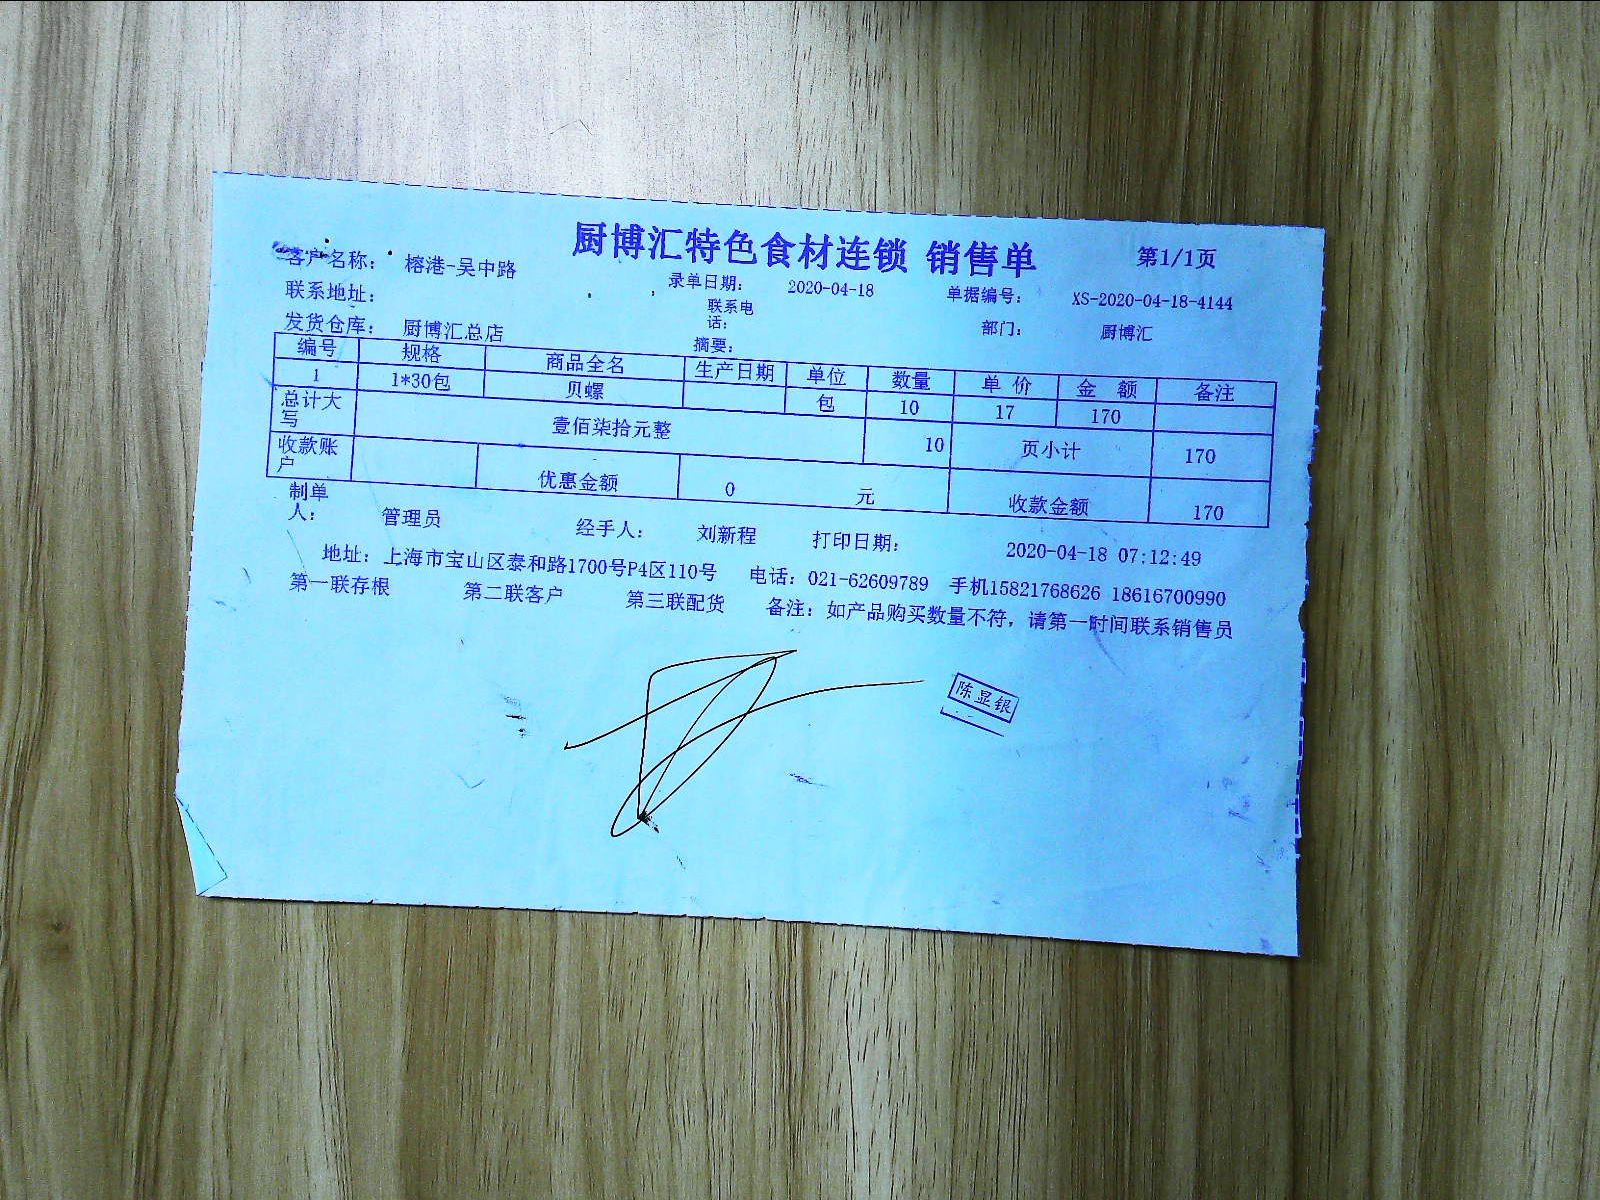 厨博汇特色食材连锁 销售单 第1/1页
客户名称: 榕港-吴中路 录单日期: 2020-04-18 单据编号: XS-2020-04-18-4144
联系地址: 联系电话: 部门: 厨博汇
发货仓库: 厨博汇总店 摘要:
编号 规格 商品全名 生产日期 单位 数量 单价 金额 备注
1 1*30包 贝螺 包 10 17 170
总计大写 壹佰柒拾元整 10 页小计 170
收款账户 优惠金额 0 元 收款金额 170
制单人: 管理员 经手人: 刘新程 打印日期: 2020-04-18 07:12:49
地址: 上海市宝山区泰和路1700号P4区110号 电话: 021-62609789 手机15821768626 18616700990
第一联存根 第二联客户 第三联配货 备注: 如产品购买数量不符, 请第一时间联系销售员
陈显银